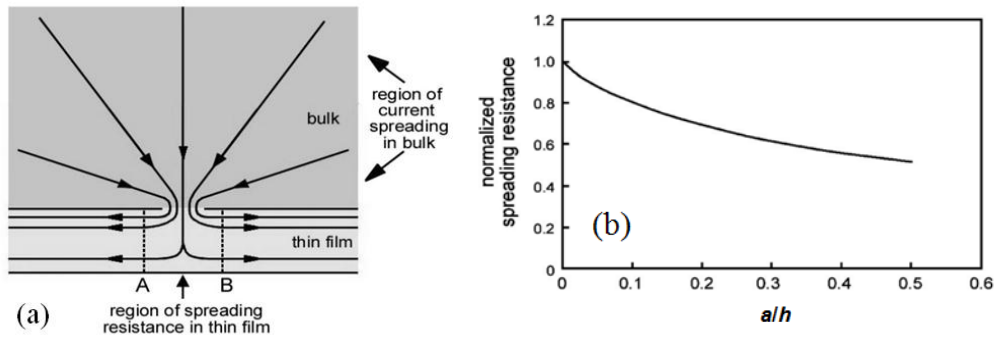 bulk
region of
current
spreading
in bulk
thin film
A
B
(a)
region of spreading
resistance in thin film
normalized
spreading resistance
1.2
1.0
0.8
0.6
0.4
0.2
0
(b)
0 0.1 0.2 0.3 0.4 0.5 0.6
a/h